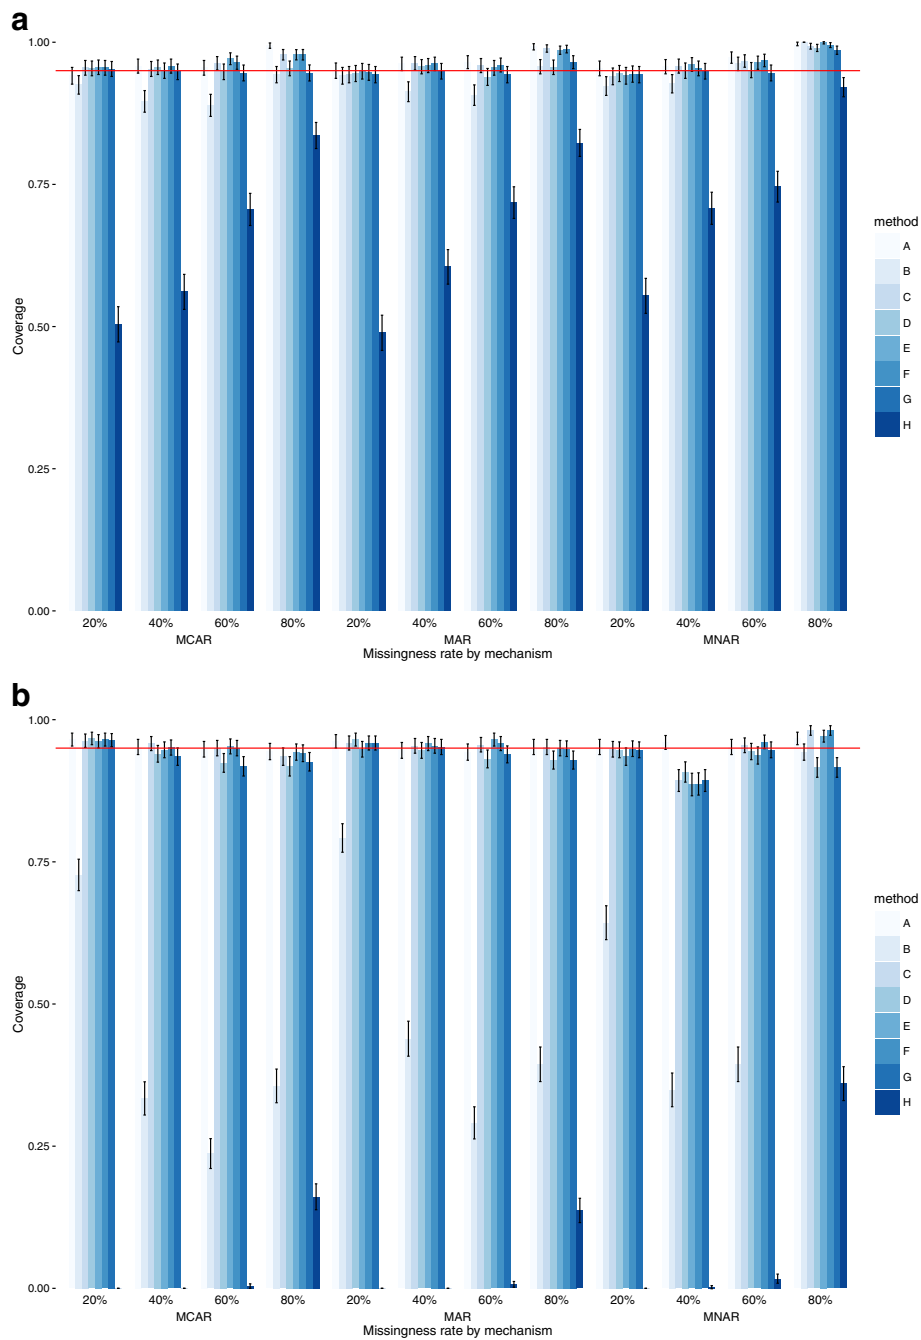 a
1.00
0.75
0.50
0.25
0.00
Coverage
20% 40% 60% 80% 20% 40% 60% 80% 20% 40% 60% 80%
MCAR MAR MNAR
Missingness rate by mechanism
method
A
B
C
D
E
F
G
H
b
1.00
0.75
0.50
0.25
0.00
Coverage
20% 40% 60% 80% 20% 40% 60% 80% 20% 40% 60% 80%
MCAR MAR MNAR
Missingness rate by mechanism
method
A
B
C
D
E
F
G
H